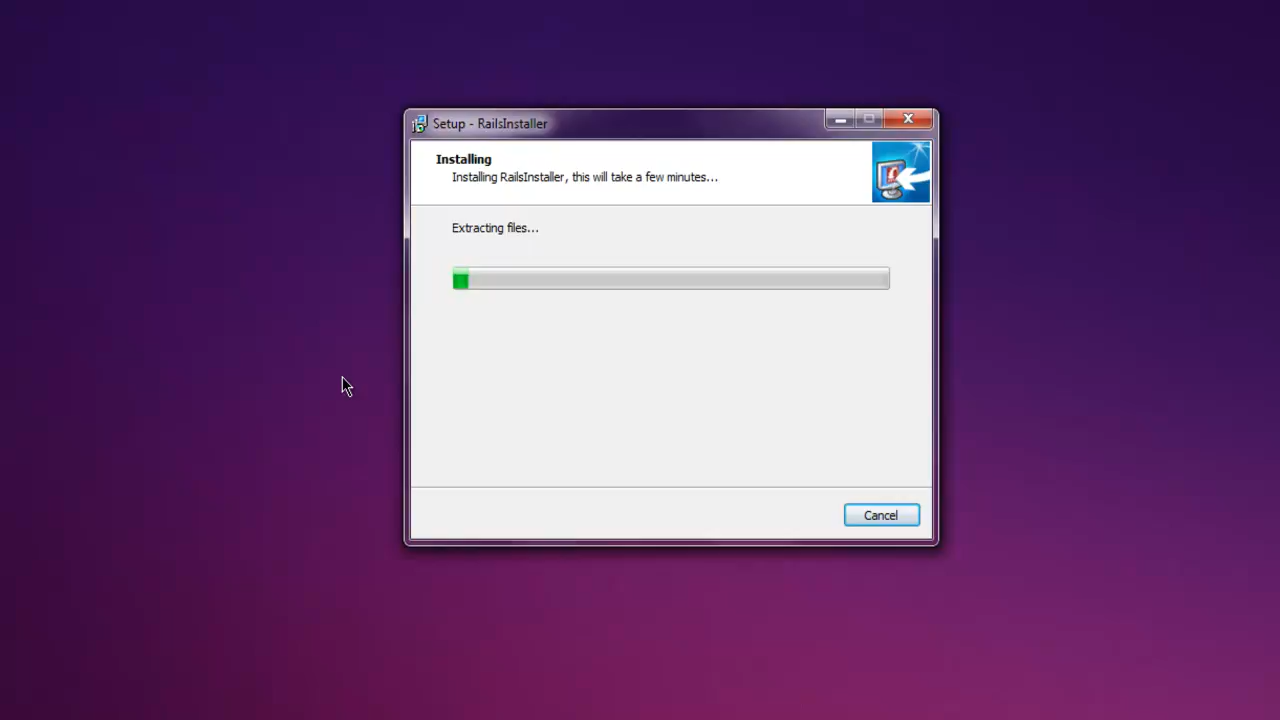 Setup - RailsInstaller
Installing
Installing RailsInstaller, this will take a few minutes...
Extracting files...
Cancel